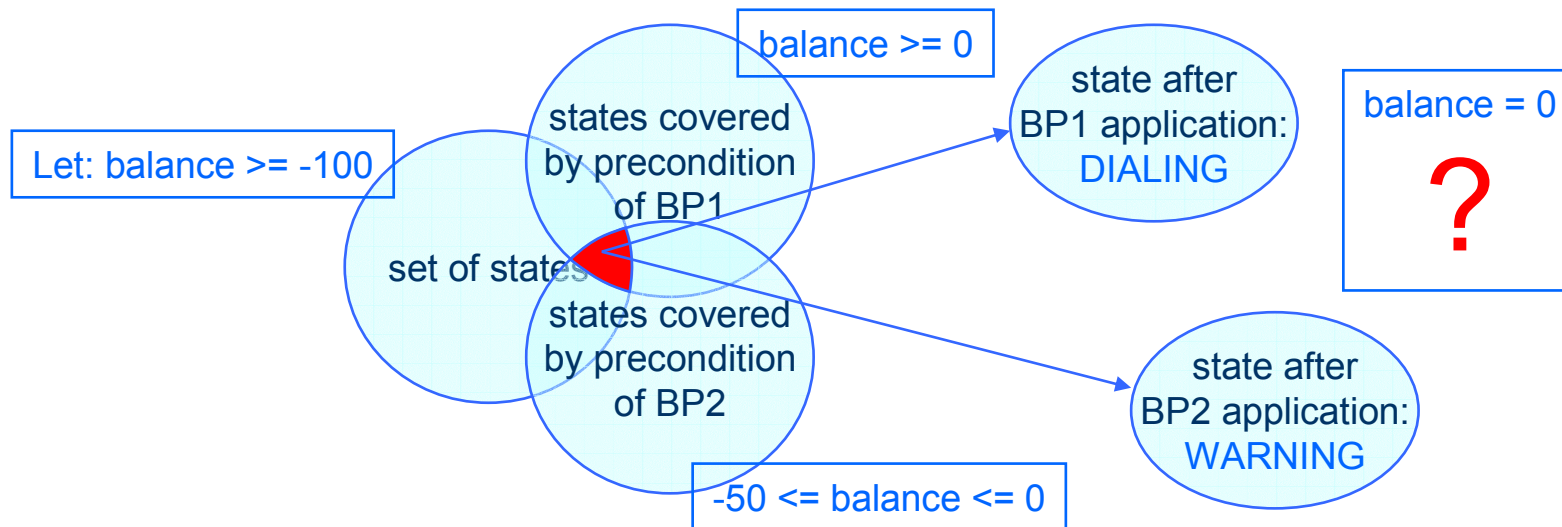 balance >= 0
Let: balance >= -100
states covered
by precondition
of BP1
set of states
states covered
by precondition
of BP2
-50 <= balance <= 0
state after
BP1 application:
DIALING
state after
BP2 application:
WARNING
balance = 0
?